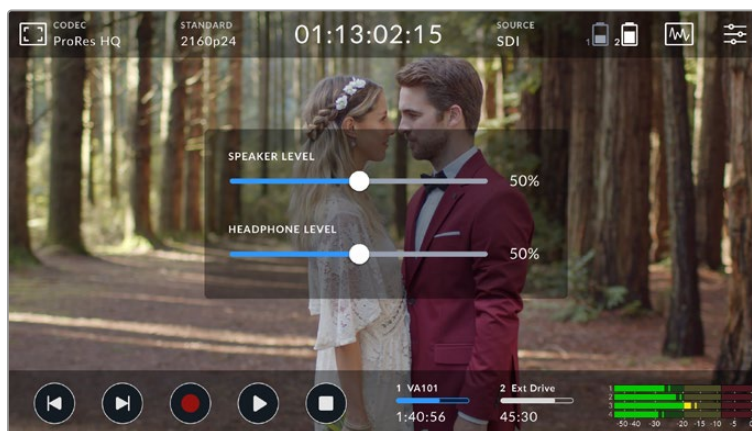 CODEC
ProRes HQ
STANDARD
2160p24
01:13:02:15
SOURCE
SDI
1
2
SPEAKER LEVEL
50%
HEADPHONE LEVEL
50%
1 VA101
1:40:56
2 Ext Drive
45:30
1
2
3
4
-50 -40 -30 -20 -15 -10 -5